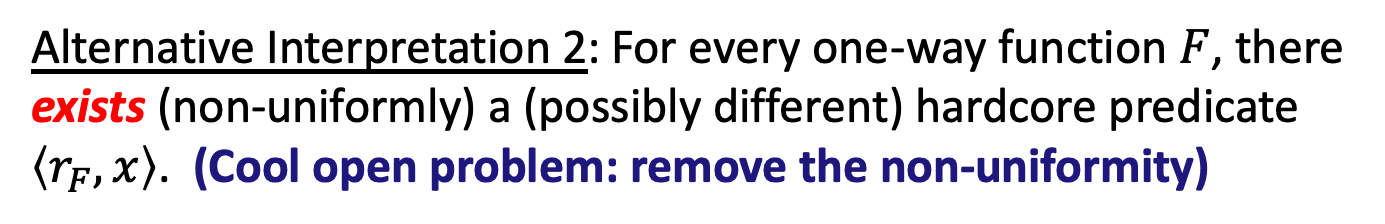 Alternative Interpretation 2: For every one-way function F, there
exists (non-uniformly) a (possibly different) hardcore predicate
⟨r_F, x⟩. (Cool open problem: remove the non-uniformity)